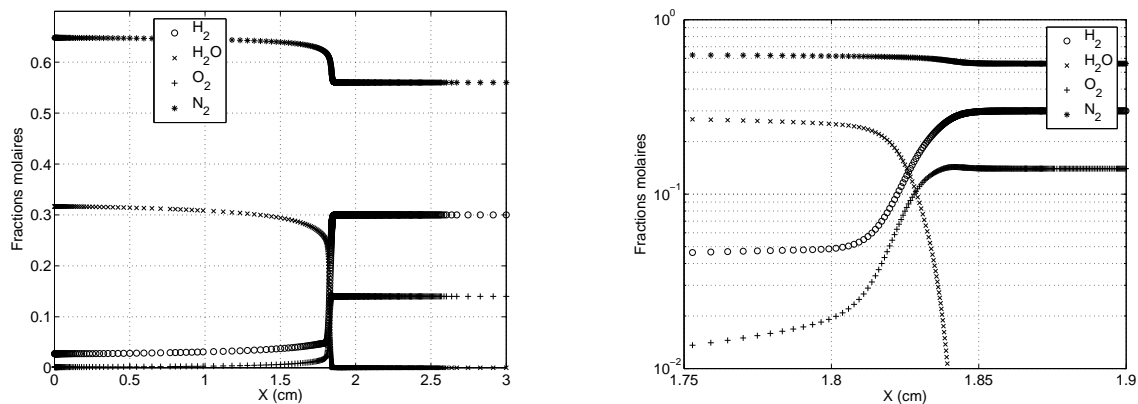 H2
H2O
O2
N2
Fractions molaires
0.6
0.5
0.4
0.3
0.2
0.1
0
0 0.5 1 1.5 2 2.5 3
X (cm)
H2
H2O
O2
N2
Fractions molaires
10^0
10^-1
10^-2
1.75 1.8 1.85 1.9
X (cm)